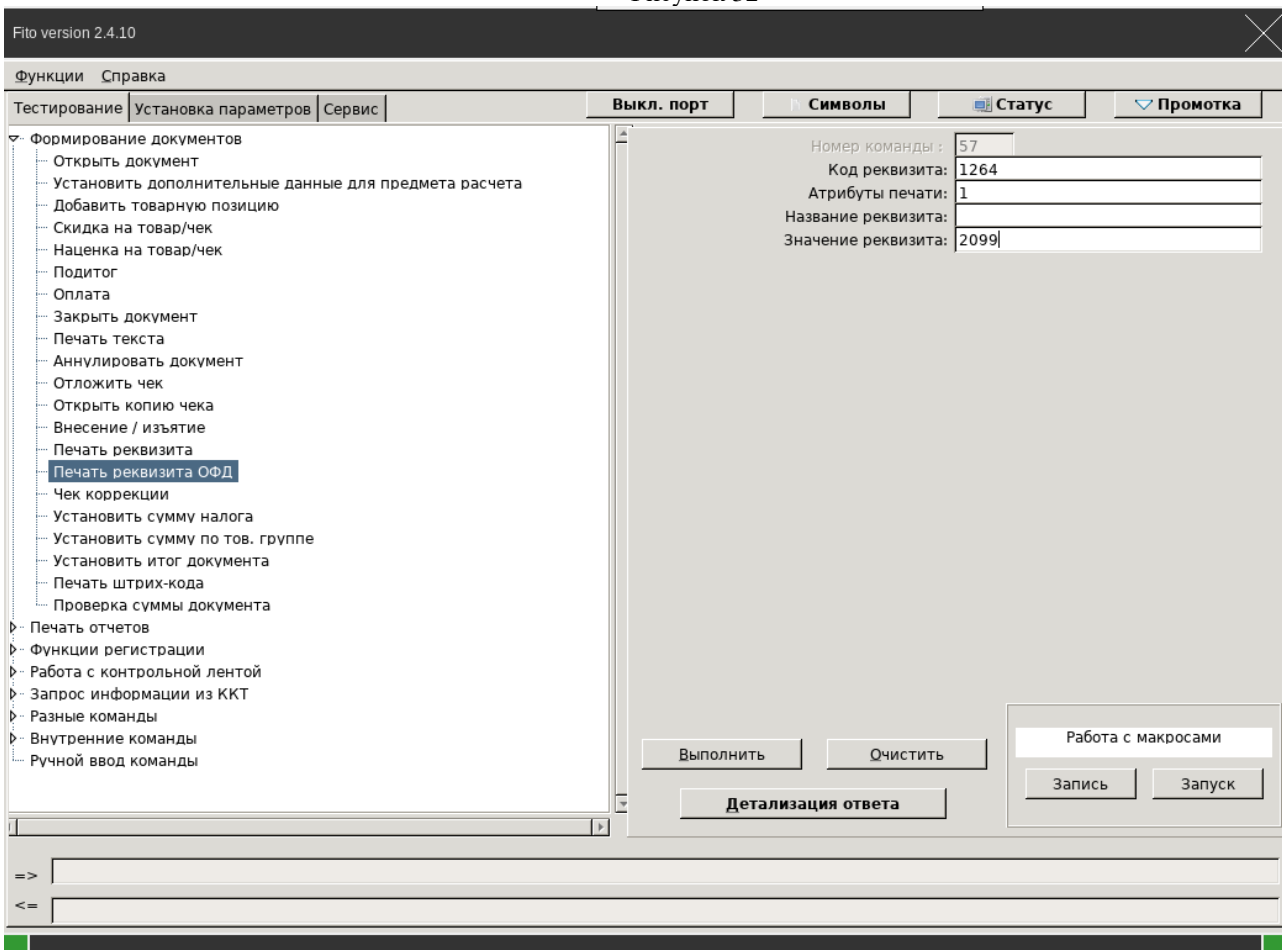 Fito version 2.4.10
Функции Справка
Тестирование Установка параметров Сервис
Выкл. порт Символы Статус Промотка
Формирование документов
Открыть документ
Установить дополнительные данные для предмета расчета
Добавить товарную позицию
Скидка на товар/чек
Наценка на товар/чек
Подитог
Оплата
Закрыть документ
Печать текста
Аннулировать документ
Отложить чек
Открыть копию чека
Внесение / изъятие
Печать реквизита
Печать реквизита ОФД
Чек коррекции
Установить сумму налога
Установить сумму по тов. группе
Установить итог документа
Печать штрих-кода
Проверка суммы документа
Печать отчетов
Функции регистрации
Работа с контрольной лентой
Запрос информации из ККТ
Разные команды
Внутренние команды
Ручной ввод команды
Номер команды : 57
Код реквизита: 1264
Атрибуты печати: 1
Название реквизита:
Значение реквизита: 2099
Выполнить Очистить
Детализация ответа
Работа с макросами
Запись Запуск
=>
<=